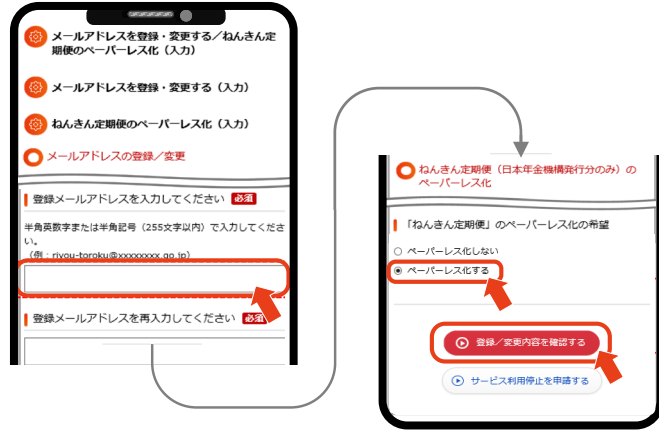 メールアドレスを登録・変更する／ねんきん定
期便のペーパーレス化（入力）
メールアドレスを登録・変更する（入力）
ねんきん定期便のペーパーレス化（入力）
メールアドレスの登録／変更
登録メールアドレスを入力してください 必須
半角英数字または半角記号（255文字以内）で入力してくださ
い。
（例：riyou-toroku@xxxxxxxx.go.jp）
登録メールアドレスを再入力してください 必須
ねんきん定期便（日本年金機構発行分のみ）の
ペーパーレス化
「ねんきん定期便」のペーパーレス化の希望
ペーパーレス化しない
ペーパーレス化する
登録／変更内容を確認する
サービス利用停止を申請する